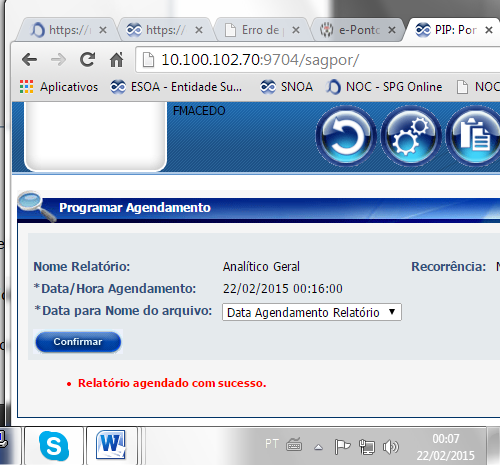 https://i
https://
Erro de p
e-Ponto
PIP: Por
10.100.102.70:9704/sagpor/
Aplicativos
ESOA - Entidade Su...
SNOA
NOC - SPG Online
NOC
FMACEDO
Programar Agendamento
Nome Relatório: Analítico Geral Recorrência: N
*Data/Hora Agendamento: 22/02/2015 00:16:00
*Data para Nome do arquivo: Data Agendamento Relatório
Confirmar
• Relatório agendado com sucesso.
PT
00:07
22/02/2015